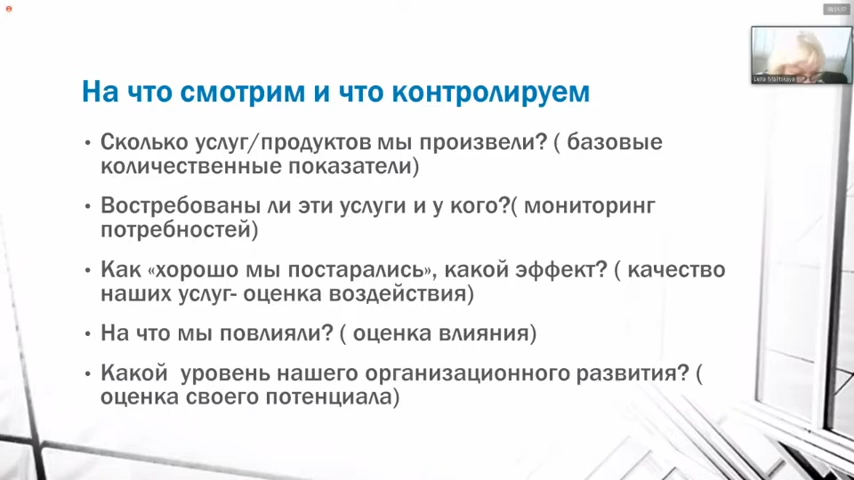 На что смотрим и что контролируем
• Сколько услуг/продуктов мы произвели? ( базовые
количественные показатели)
• Востребованы ли эти услуги и у кого?( мониторинг
потребностей)
• Как «хорошо мы постарались», какой эффект? ( качество
наших услуг- оценка воздействия)
• На что мы повлияли? ( оценка влияния)
• Какой уровень нашего организационного развития? (
оценка своего потенциала)